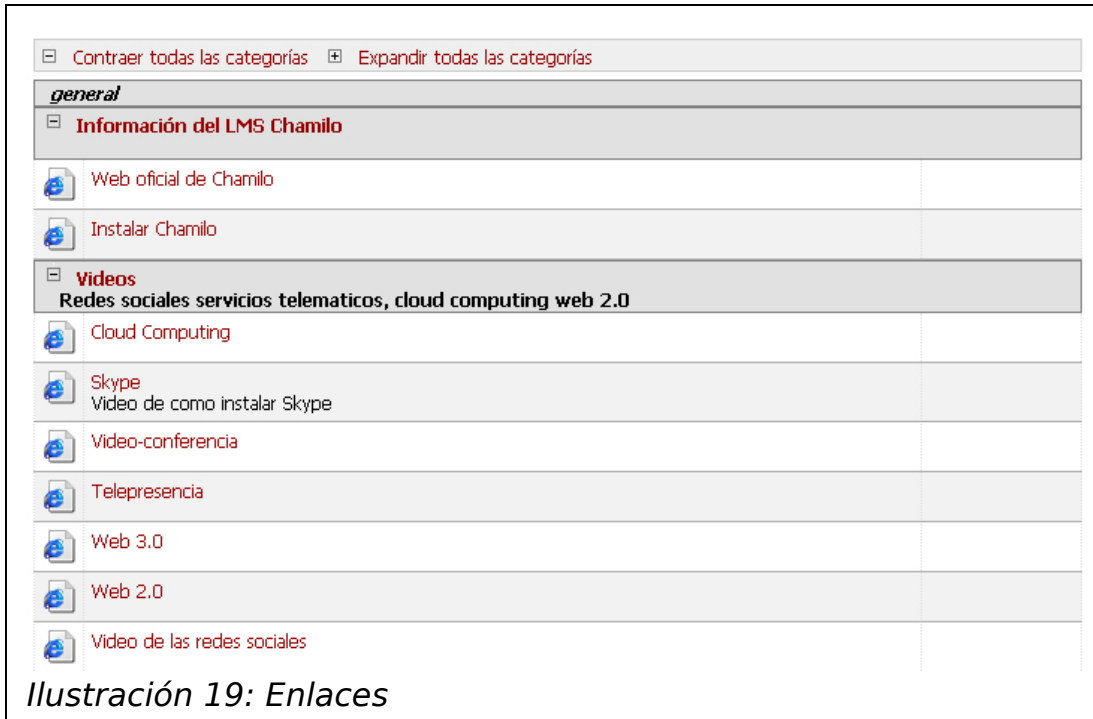 Contraer todas las categorías Expandir todas las categorías
general
Información del LMS Chamilo
Web oficial de Chamilo
Instalar Chamilo
Videos
Redes sociales servicios telematicos, cloud computing web 2.0
Cloud Computing
Skype
Video de como instalar Skype
Video-conferencia
Telepresencia
Web 3.0
Web 2.0
Video de las redes sociales
Ilustración 19: Enlaces